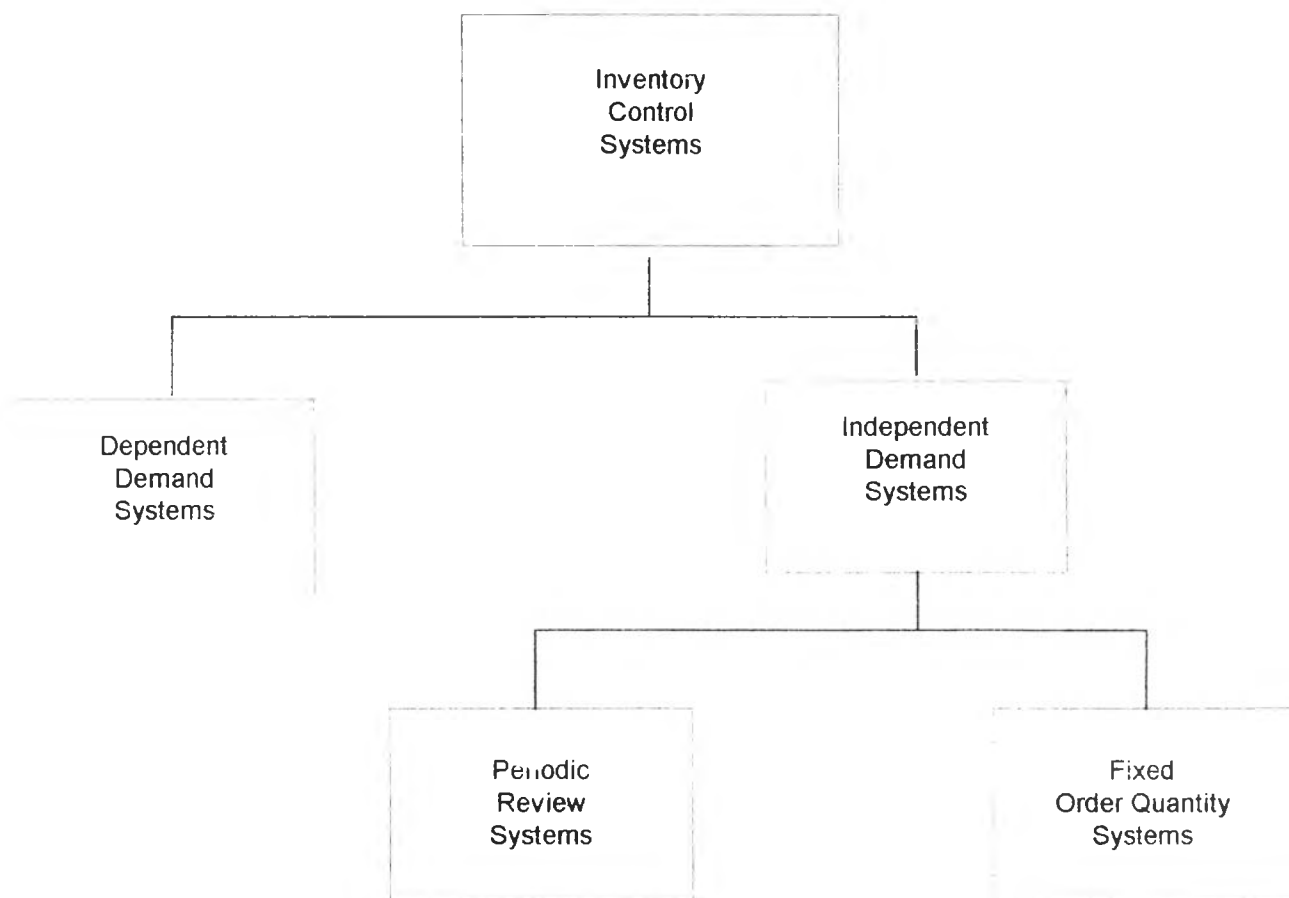 Inventory
Control
Systems
Dependent
Demand
Systems
Independent
Demand
Systems
Periodic
Review
Systems
Fixed
Order Quantity
Systems